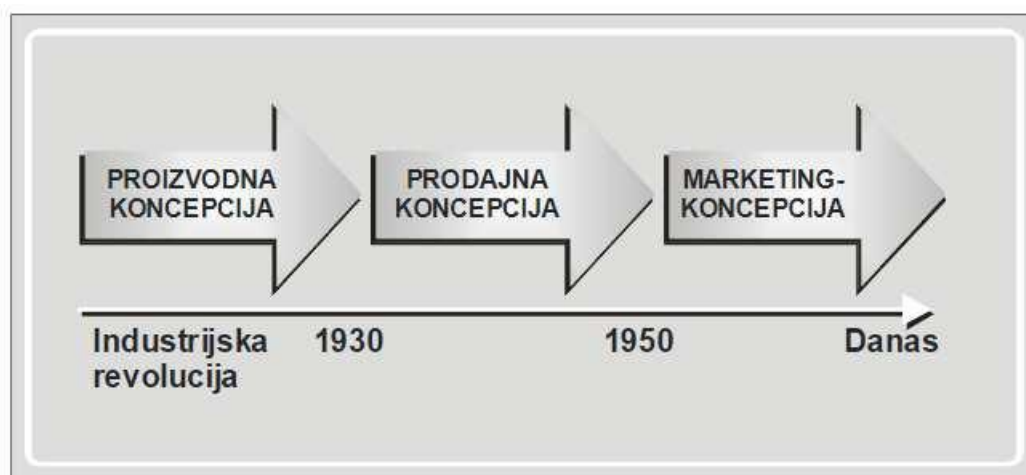 PROIZVODNA
KONCEPCIJA
PRODAJNA
KONCEPCIJA
MARKETING-
KONCEPCIJA
Industrijska
revolucija
1930
1950
Danas